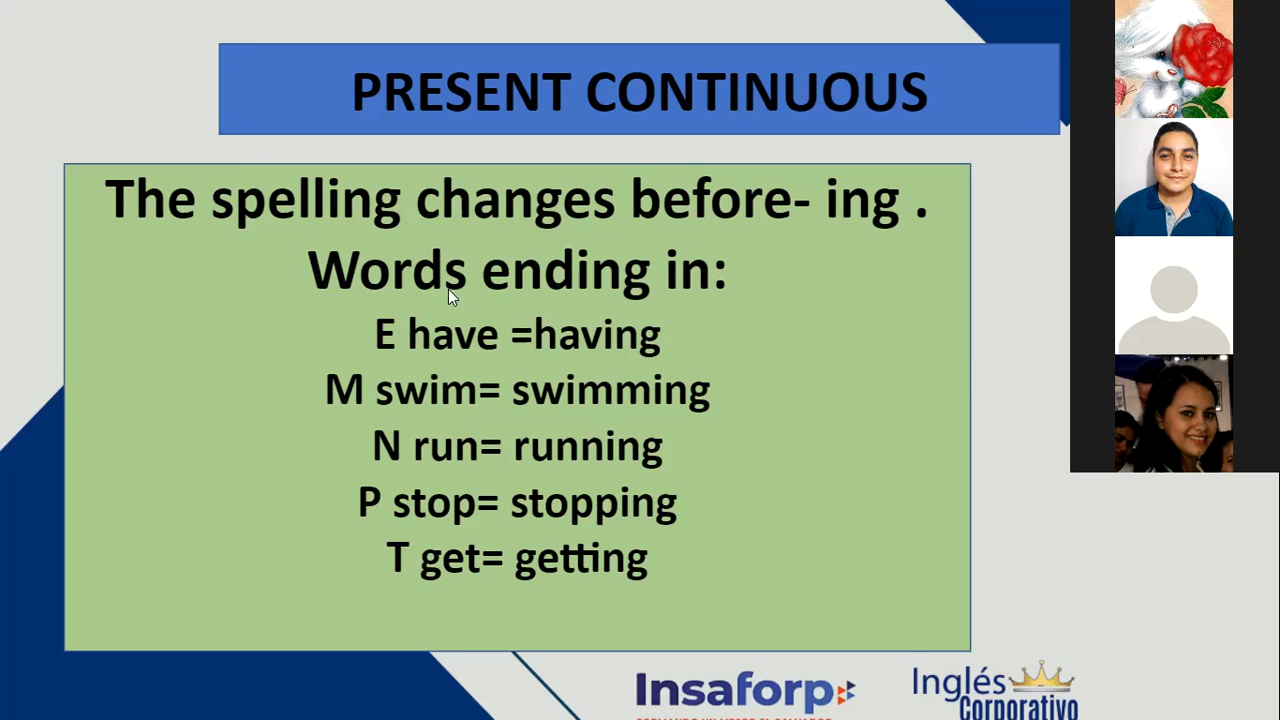 PRESENT CONTINUOUS
The spelling changes before- ing .
Words ending in:
E have =having
M swim= swimming
N run= running
P stop= stopping
T get= getting
Insaforp
Inglés
Corporativo